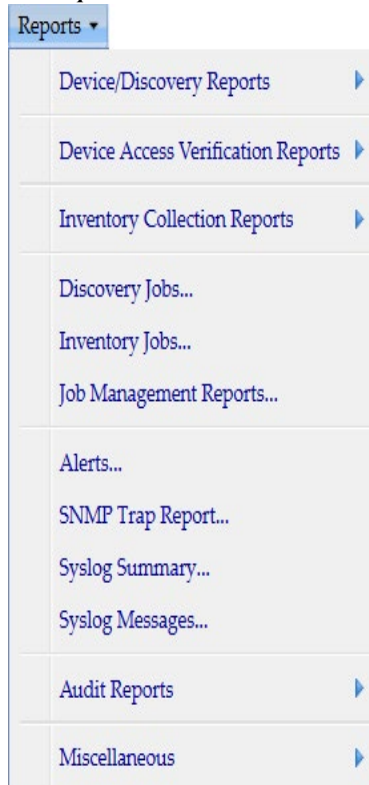 Reports
Device/Discovery Reports
Device Access Verification Reports
Inventory Collection Reports
Discovery Jobs...
Inventory Jobs...
Job Management Reports...
Alerts...
SNMP Trap Report...
Syslog Summary...
Syslog Messages...
Audit Reports
Miscellaneous